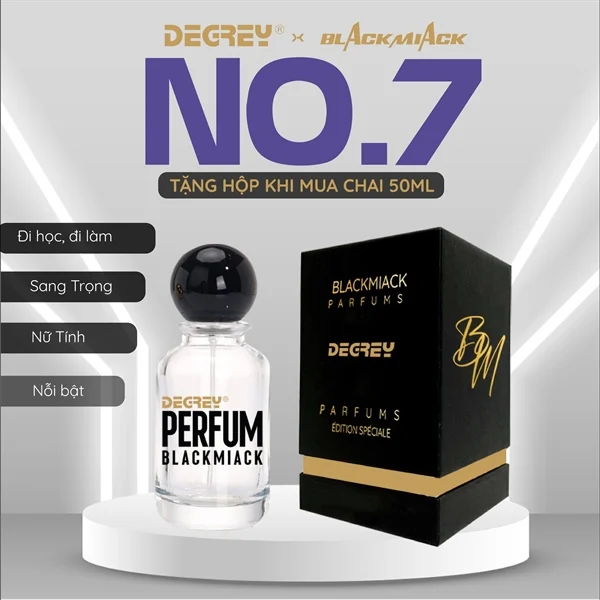 DEGREY® x BLACKMIACK
NO.7
TẶNG HỘP KHI MUA CHAI 50ML
Đi học, đi làm
Sang Trọng
Nữ Tính
Nỗi bật
DEGREY®
PERFUM
BLACKMIACK
BLACKMIACK
PARFUMS
DEGREY
PARFUMS
ÉDITION SPÉCIALE
BM